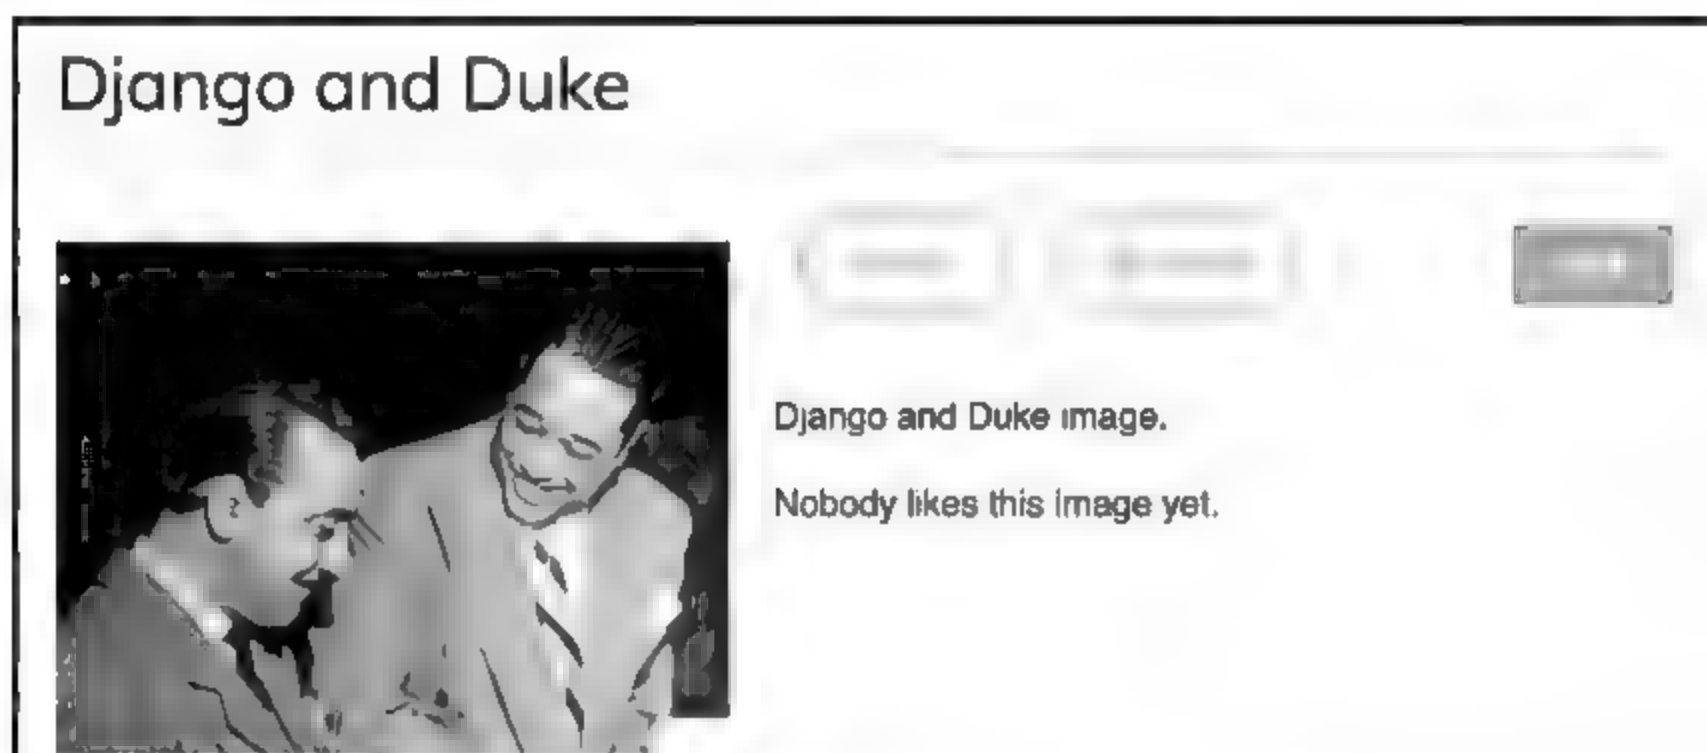 Django and Duke
Django and Duke image.
Nobody likes this image yet.